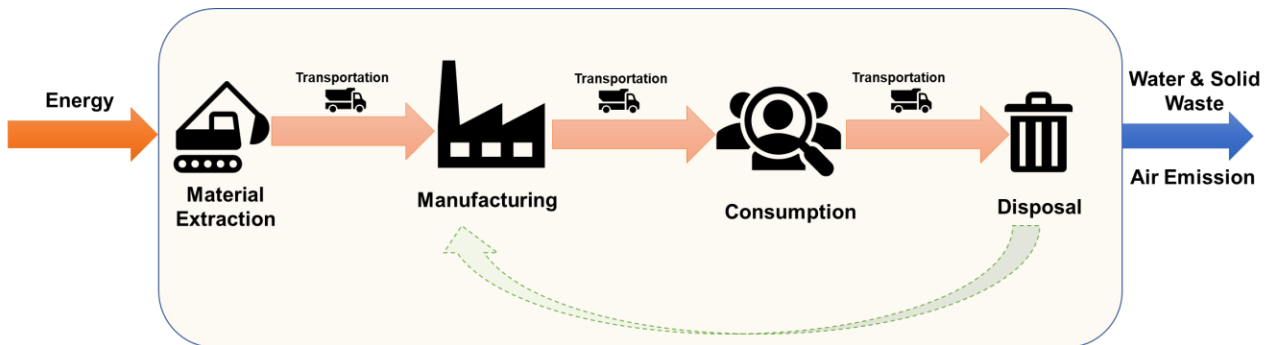 Energy
Material
Extraction
Transportation
Manufacturing
Transportation
Consumption
Transportation
Disposal
Water & Solid
Waste
Air Emission